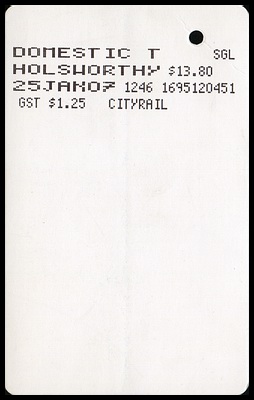 DOMESTIC T SGL
HOLSWORTHY $13.80
25JAN07 1246 1695120451
GST $1.25 CITYRAIL